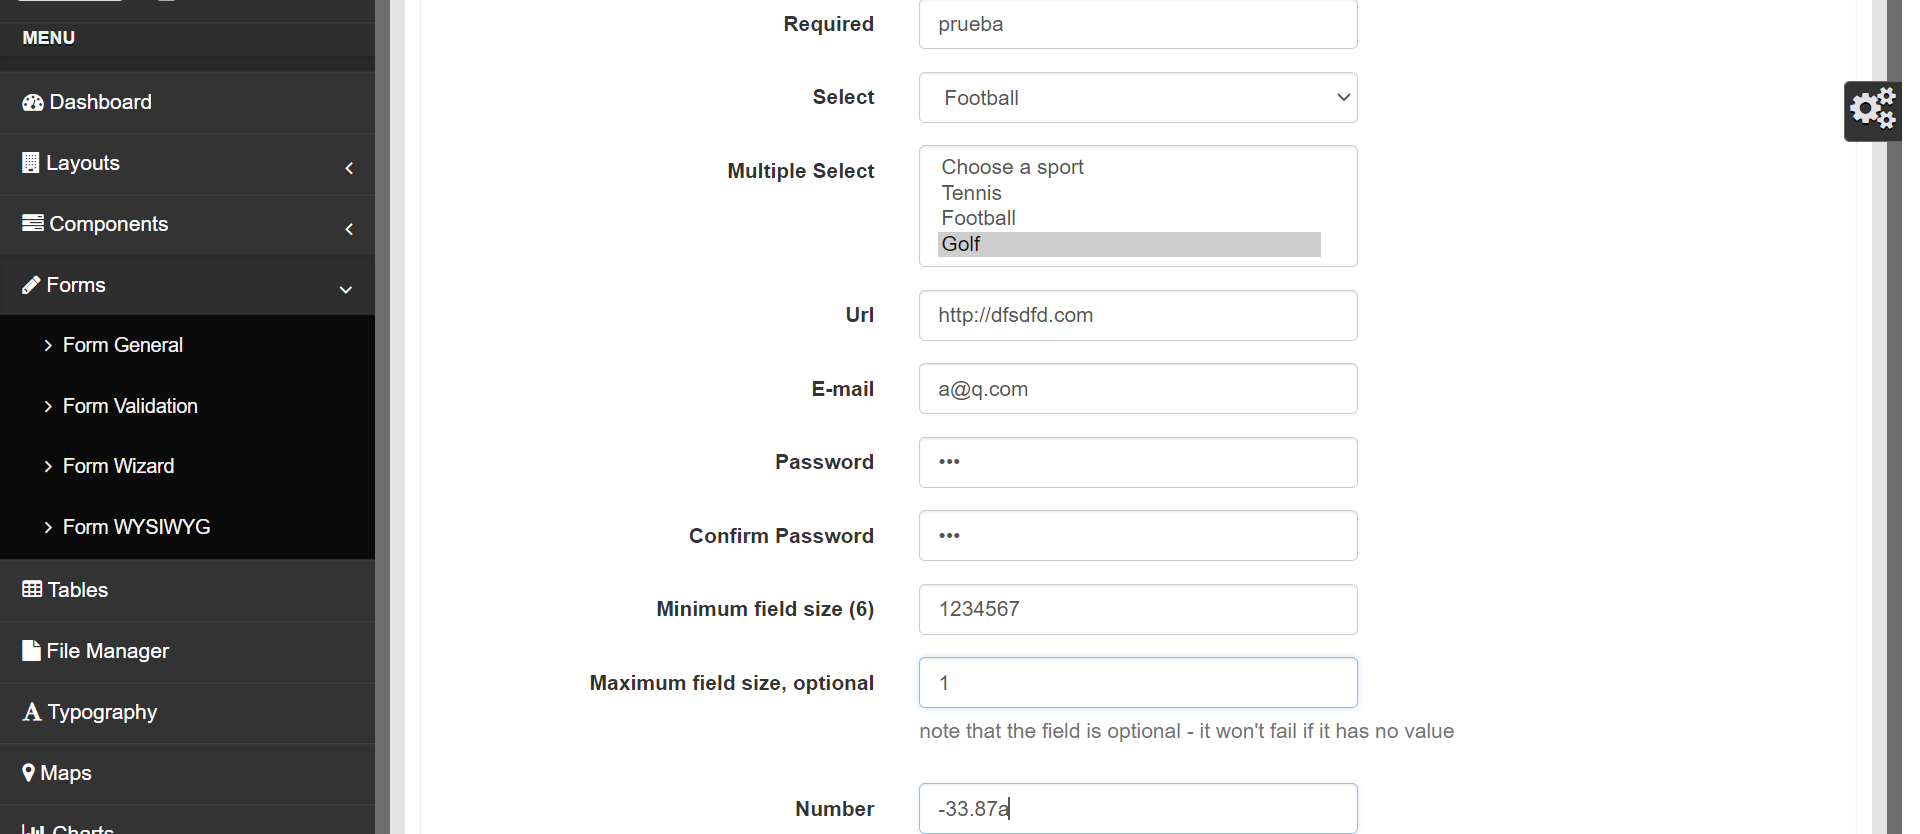 MENU
Dashboard
Layouts
Components
Forms
Form General
Form Validation
Form Wizard
Form WYSIWYG
Tables
File Manager
Typography
Maps
Charts
Required
prueba
Select
Football
Multiple Select
Choose a sport
Tennis
Football
Golf
Url
http://dfsdfd.com
E-mail
a@q.com
Password
•••
Confirm Password
•••
Minimum field size (6)
1234567
Maximum field size, optional
1
note that the field is optional - it won't fail if it has no value
Number
-33.87a